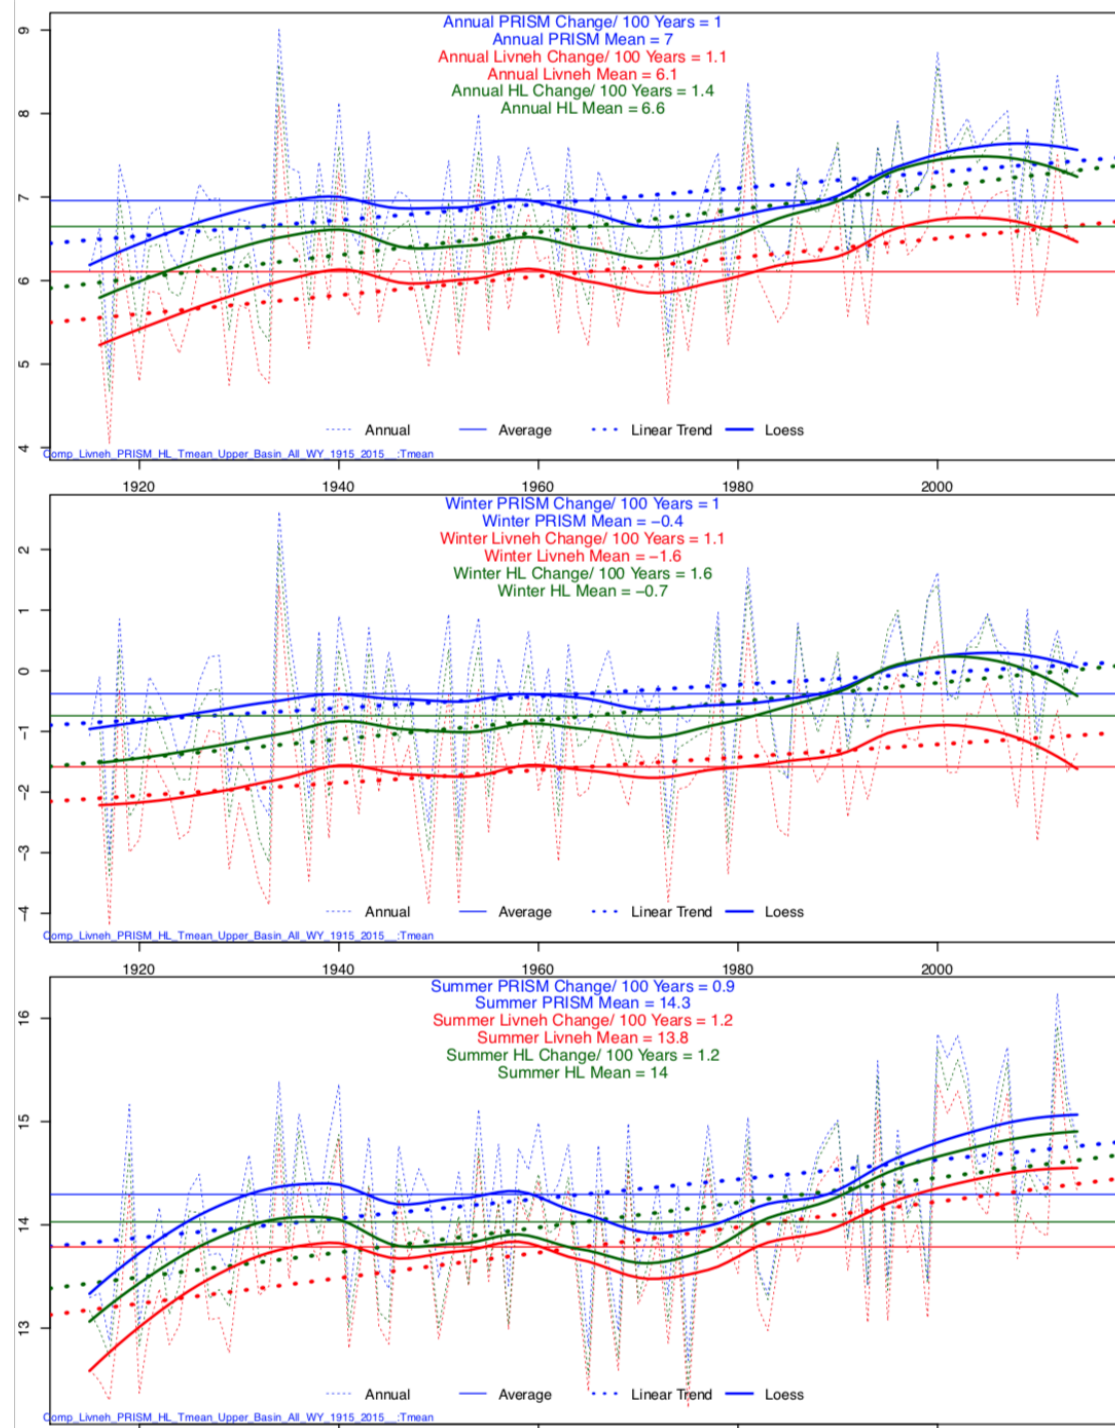 Annual PRISM Change/ 100 Years = 1
Annual PRISM Mean = 7
Annual Livneh Change/ 100 Years = 1.1
Annual Livneh Mean = 6.1
Annual HL Change/ 100 Years = 1.4
Annual HL Mean = 6.6
9
8
7
6
5
4
Annual Average Linear Trend Loess
Comp_Livneh_PRISM_HL_Tmean_Upper_Basin_All_WY_1915_2015__:Tmean
1920 1940 1960 1980 2000
Winter PRISM Change/ 100 Years = 1
Winter PRISM Mean = −0.4
Winter Livneh Change/ 100 Years = 1.1
Winter Livneh Mean = −1.6
Winter HL Change/ 100 Years = 1.6
Winter HL Mean = −0.7
2
1
0
−1
−2
−3
−4
Annual Average Linear Trend Loess
Comp_Livneh_PRISM_HL_Tmean_Upper_Basin_All_WY_1915_2015__:Tmean
1920 1940 1960 1980 2000
Summer PRISM Change/ 100 Years = 0.9
Summer PRISM Mean = 14.3
Summer Livneh Change/ 100 Years = 1.2
Summer Livneh Mean = 13.8
Summer HL Change/ 100 Years = 1.2
Summer HL Mean = 14
16
15
14
13
Annual Average Linear Trend Loess
Comp_Livneh_PRISM_HL_Tmean_Upper_Basin_All_WY_1915_2015__:Tmean